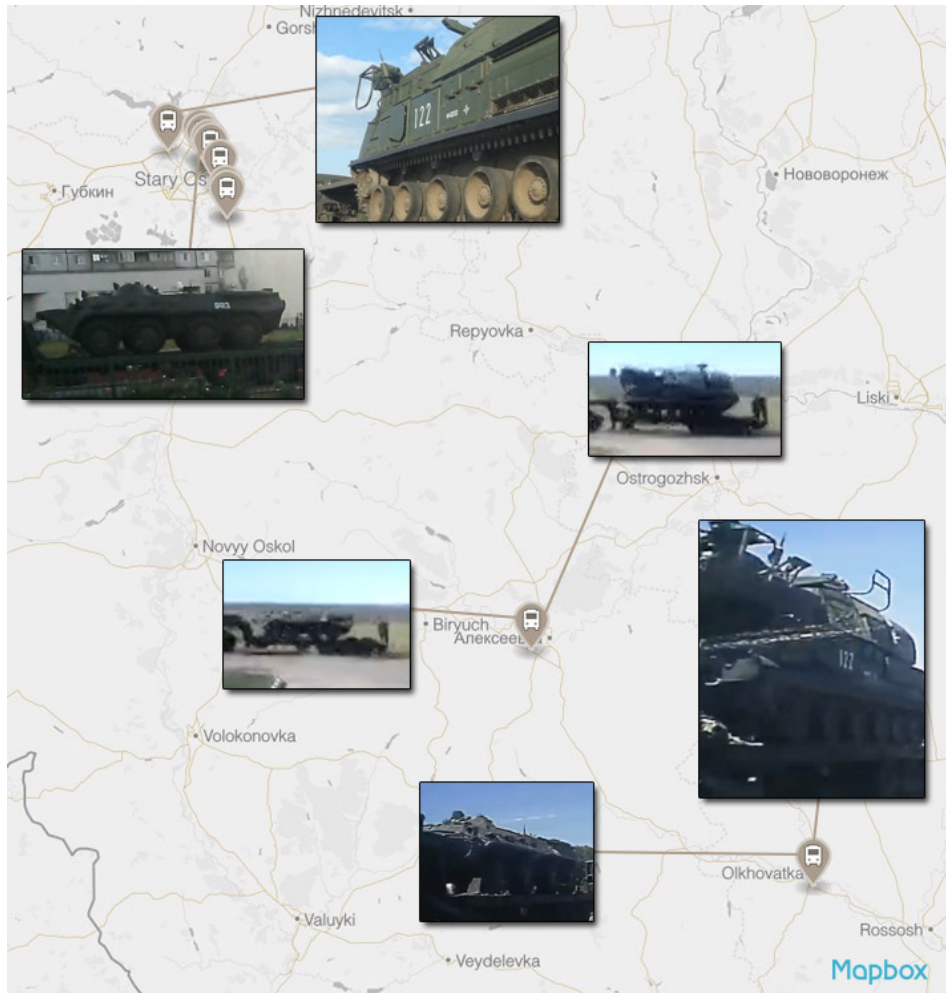 Nizhnedevitsk
Gorsh
122
Губкин
Stary Os
Нововоронеж
Repyovka
Liski
Ostrogozhsk
Novyy Oskol
Biryuch
122
Volokonovka
Olkhovatka
Valuyki
Rossosh
Veydelevka
Mapbox